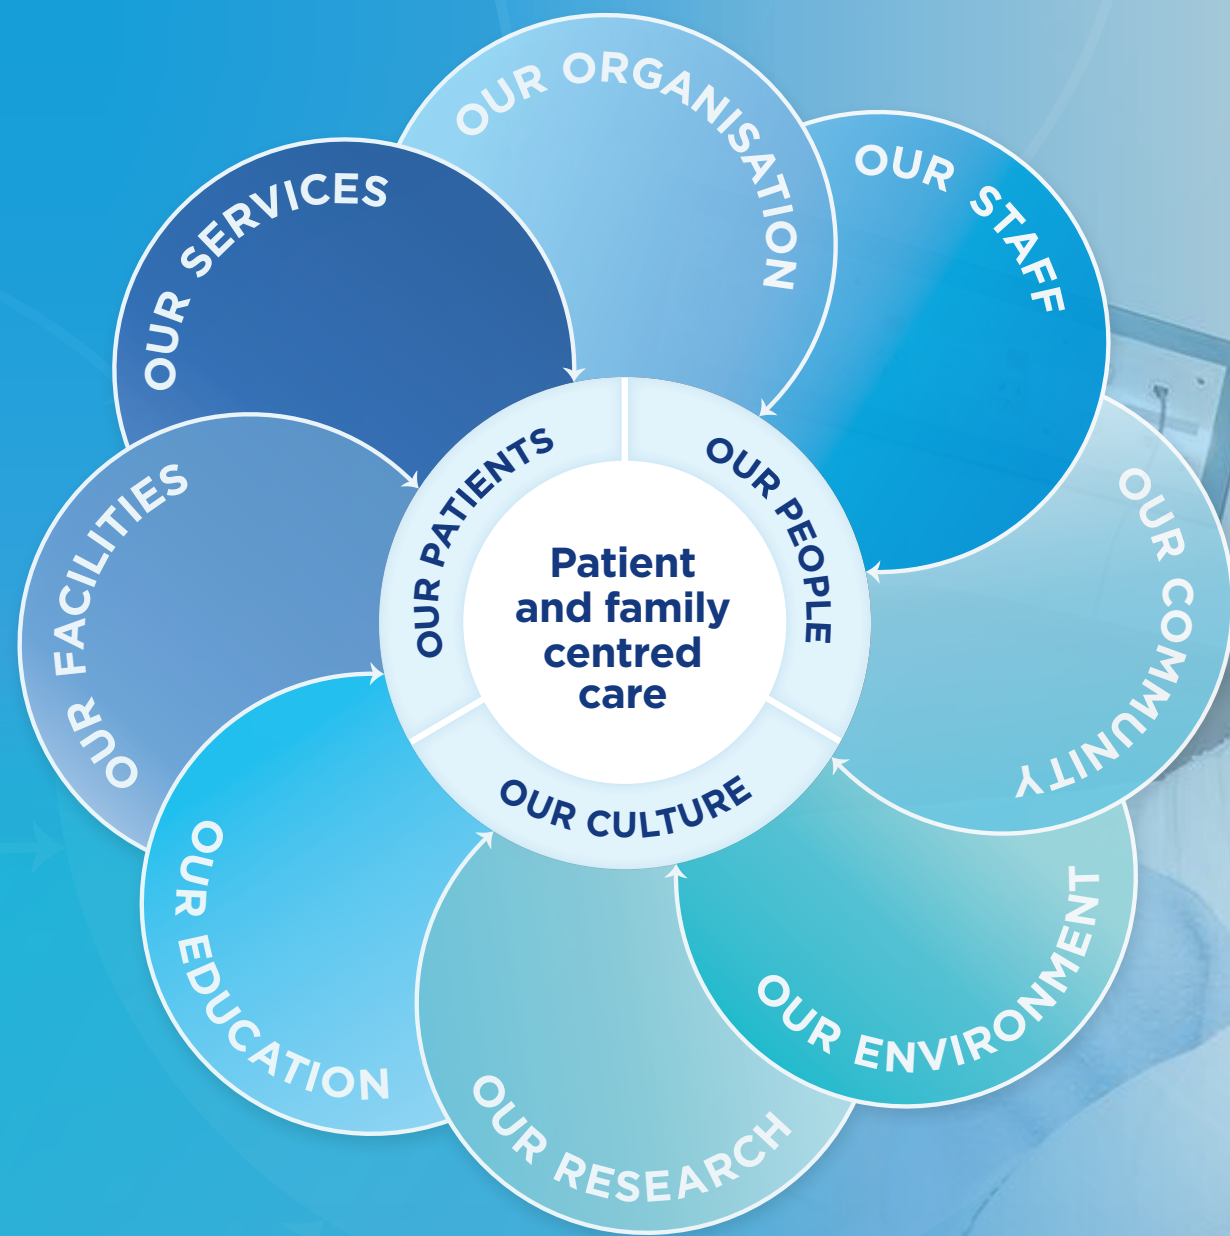 OUR ORGANISATION
OUR STAFF
OUR COMMUNITY
OUR ENVIRONMENT
OUR RESEARCH
OUR EDUCATION
OUR FACILITIES
OUR SERVICES
OUR PATIENTS
OUR PEOPLE
OUR CULTURE
Patient
and family
centred
care